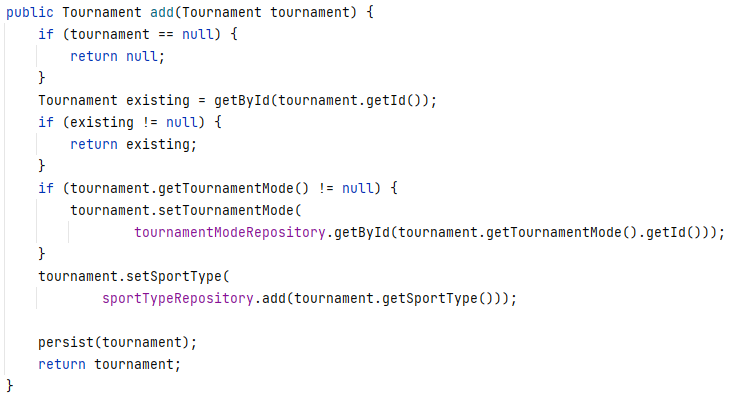 public Tournament add(Tournament tournament) {
    if (tournament == null) {
        return null;
    }
    Tournament existing = getById(tournament.getId());
    if (existing != null) {
        return existing;
    }
    if (tournament.getTournamentMode() != null) {
        tournament.setTournamentMode(
                tournamentModeRepository.getById(tournament.getTournamentMode().getId()));
    }
    tournament.setSportType(
            sportTypeRepository.add(tournament.getSportType()));

    persist(tournament);
    return tournament;
}